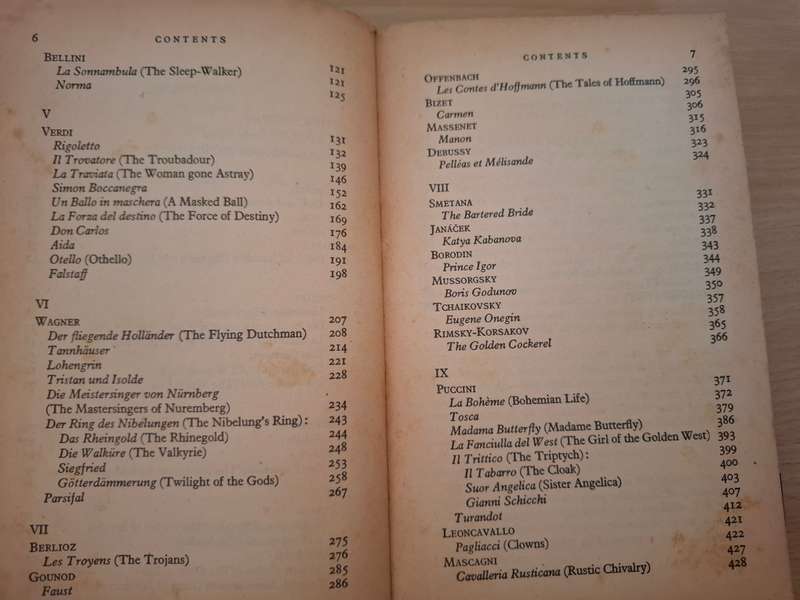 6 CONTENTS
BELLINI 121
La Sonnambula (The Sleep-Walker) 121
Norma 125
V
VERDI 131
Rigoletto 132
Il Trovatore (The Troubadour) 139
La Traviata (The Woman gone Astray) 146
Simon Boccanegra 152
Un Ballo in maschera (A Masked Ball) 162
La Forza del destino (The Force of Destiny) 169
Don Carlos 176
Aida 184
Otello (Othello) 191
Falstaff 198
VI
WAGNER 207
Der fliegende Holländer (The Flying Dutchman) 208
Tannhäuser 214
Lohengrin 221
Tristan und Isolde 228
Die Meistersinger von Nürnberg
(The Mastersingers of Nuremberg) 234
Der Ring des Nibelungen (The Nibelung's Ring): 243
Das Rheingold (The Rhinegold) 244
Die Walküre (The Valkyrie) 248
Siegfried 253
Götterdämmerung (Twilight of the Gods) 258
Parsifal 267
VII
BERLIOZ 275
Les Troyens (The Trojans) 276
GOUNOD 285
Faust 286
CONTENTS 7
OFFENBACH 295
Les Contes d'Hoffmann (The Tales of Hoffmann) 296
BIZET 305
Carmen 306
MASSENET 315
Manon 316
DEBUSSY 323
Pellèas et Mélisande 324
VIII
SMETANA 331
The Bartered Bride 332
JANÁČEK 337
Katya Kabanova 338
BORODIN 343
Prince Igor 344
MUSSORGSKY 349
Boris Godunov 350
TCHAIKOVSKY 357
Eugene Onegin 358
RIMSKY-KORSAKOV 365
The Golden Cockerel 366
IX
PUCCINI 371
La Bohème (Bohemian Life) 372
Tosca 379
Madama Butterfly (Madame Butterfly) 386
La Fanciulla del West (The Girl of the Golden West) 393
Il Trittico (The Triptych): 399
Il Tabarro (The Cloak) 400
Suor Angelica (Sister Angelica) 403
Gianni Schicchi 407
Turandot 412
LEONCAVALLO 421
Pagliacci (Clowns) 422
MASCAGNI 427
Cavalleria Rusticana (Rustic Chivalry) 428